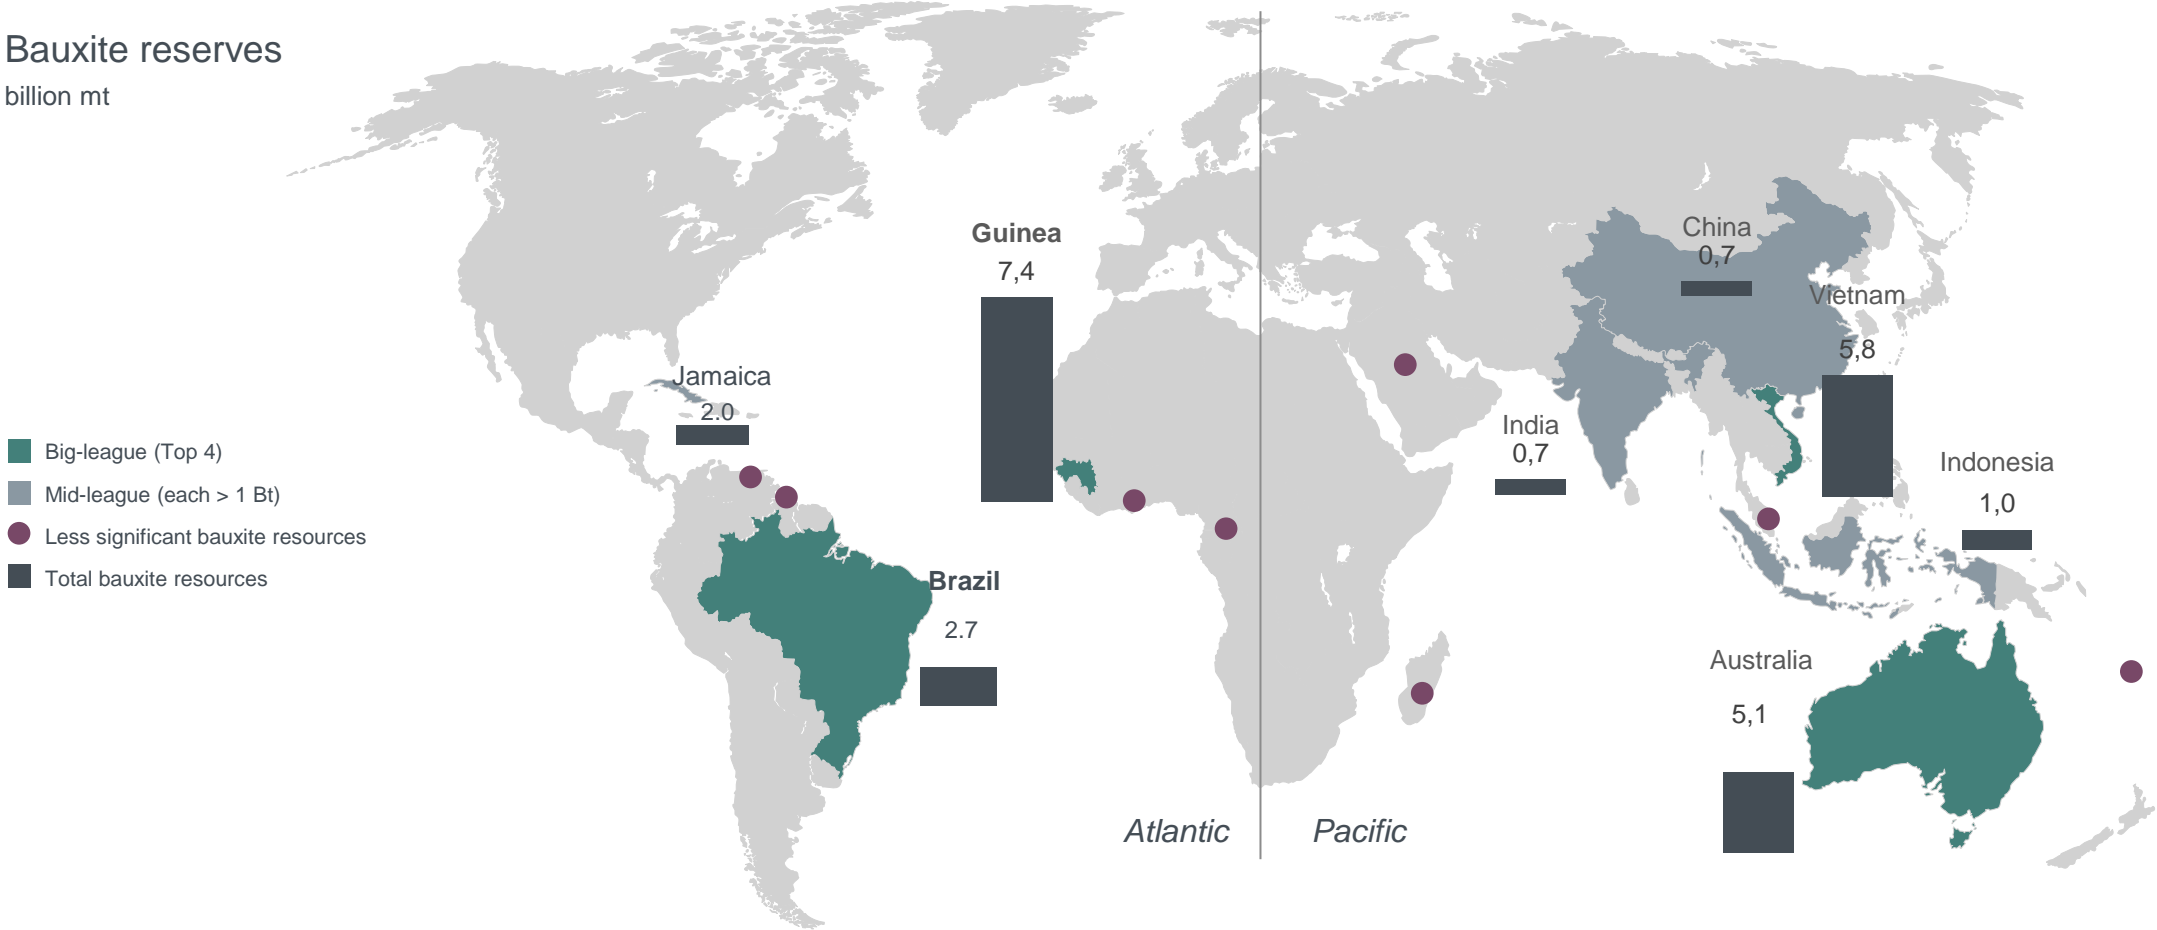 Bauxite reserves
billion mt
Guinea
7,4
China
0,7
Vietnam
5,8
Jamaica
2.0
India
0,7
Indonesia
1,0
Big-league (Top 4)
Mid-league (each > 1 Bt)
Less significant bauxite resources
Total bauxite resources
Brazil
2.7
Australia
5,1
Atlantic
Pacific